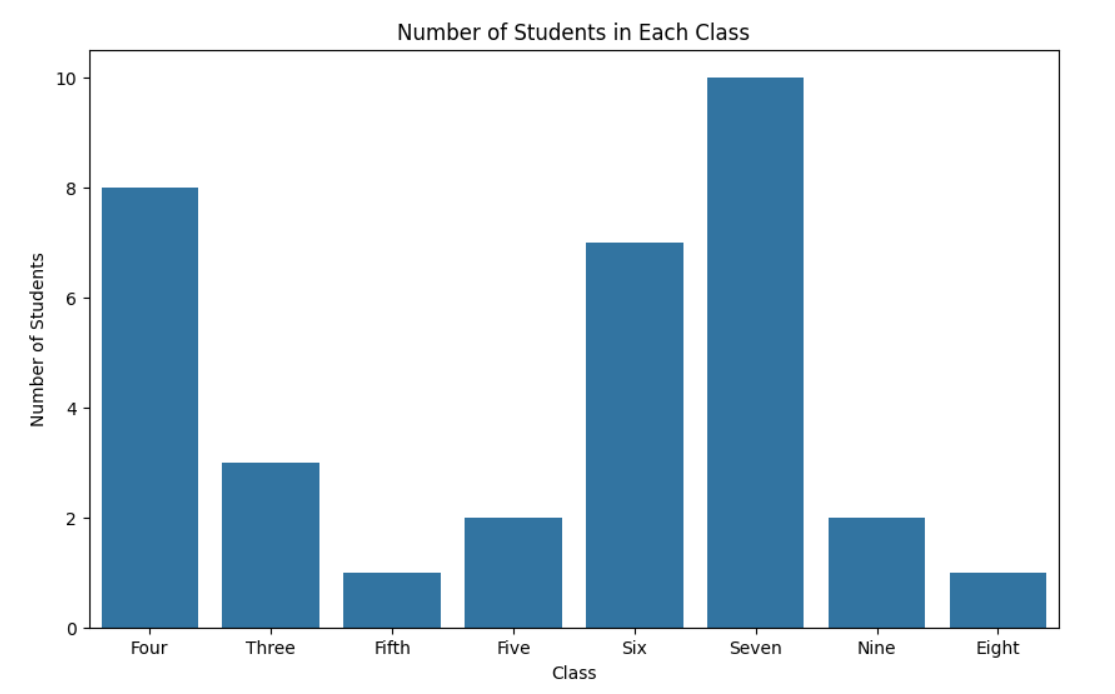 Number of Students in Each Class
Number of Students
10
8
6
4
2
0
Four Three Fifth Five Six Seven Nine Eight
Class